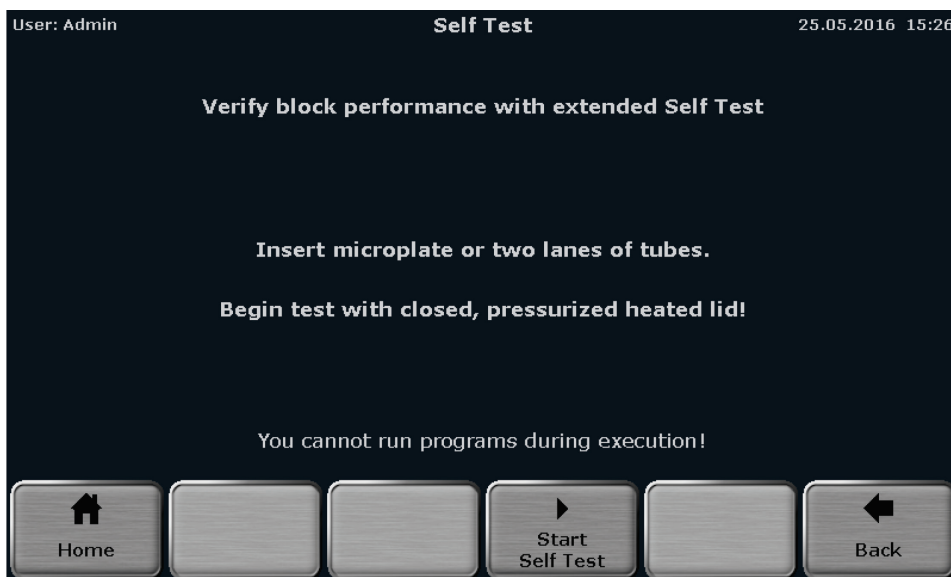 User: Admin Self Test 25.05.2016 15:26
Verify block performance with extended Self Test
Insert microplate or two lanes of tubes.
Begin test with closed, pressurized heated lid!
You cannot run programs during execution!
Home
Start
Self Test
Back